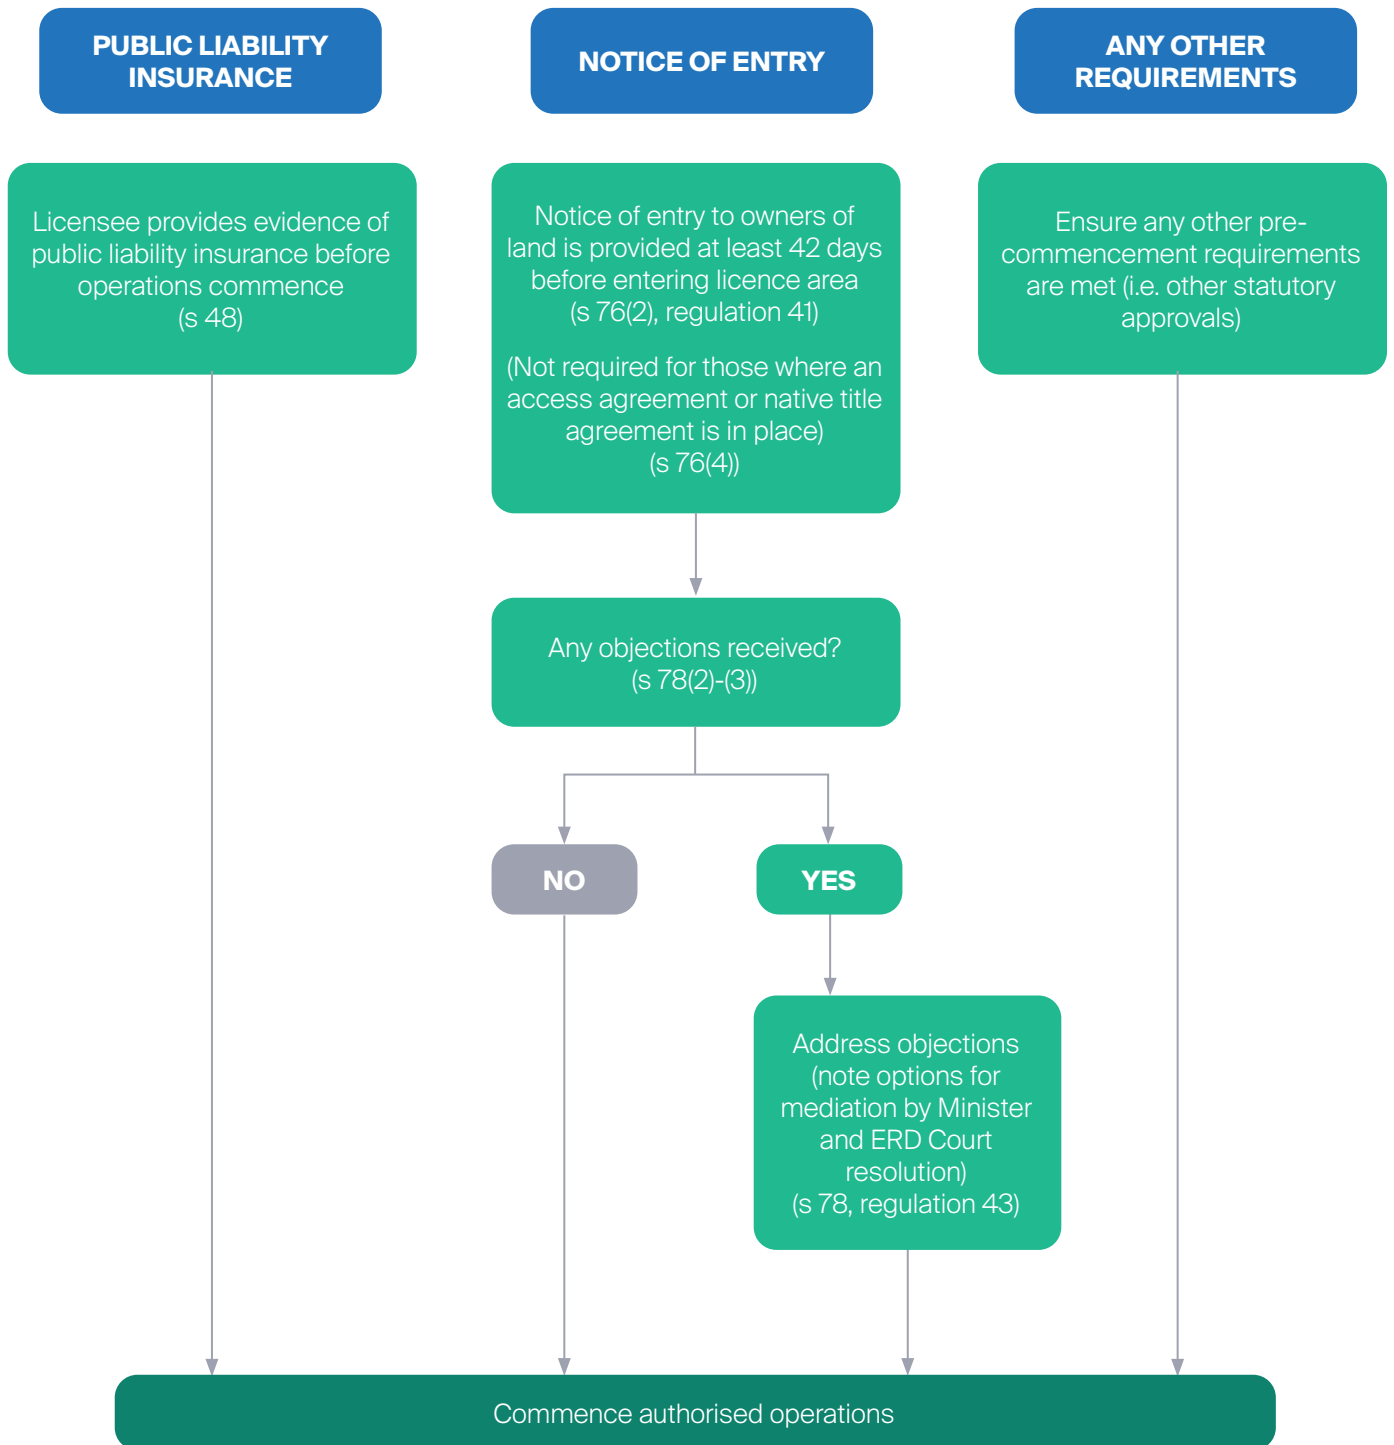 PUBLIC LIABILITY
INSURANCE
NOTICE OF ENTRY
ANY OTHER
REQUIREMENTS
Licensee provides evidence of
public liability insurance before
operations commence
(s 48)
Notice of entry to owners of
land is provided at least 42 days
before entering licence area
(s 76(2), regulation 41)
(Not required for those where an
access agreement or native title
agreement is in place)
(s 76(4))
Ensure any other pre-
commencement requirements
are met (i.e. other statutory
approvals)
Any objections received?
(s 78(2)-(3))
NO
YES
Address objections
(note options for
mediation by Minister
and ERD Court
resolution)
(s 78, regulation 43)
Commence authorised operations